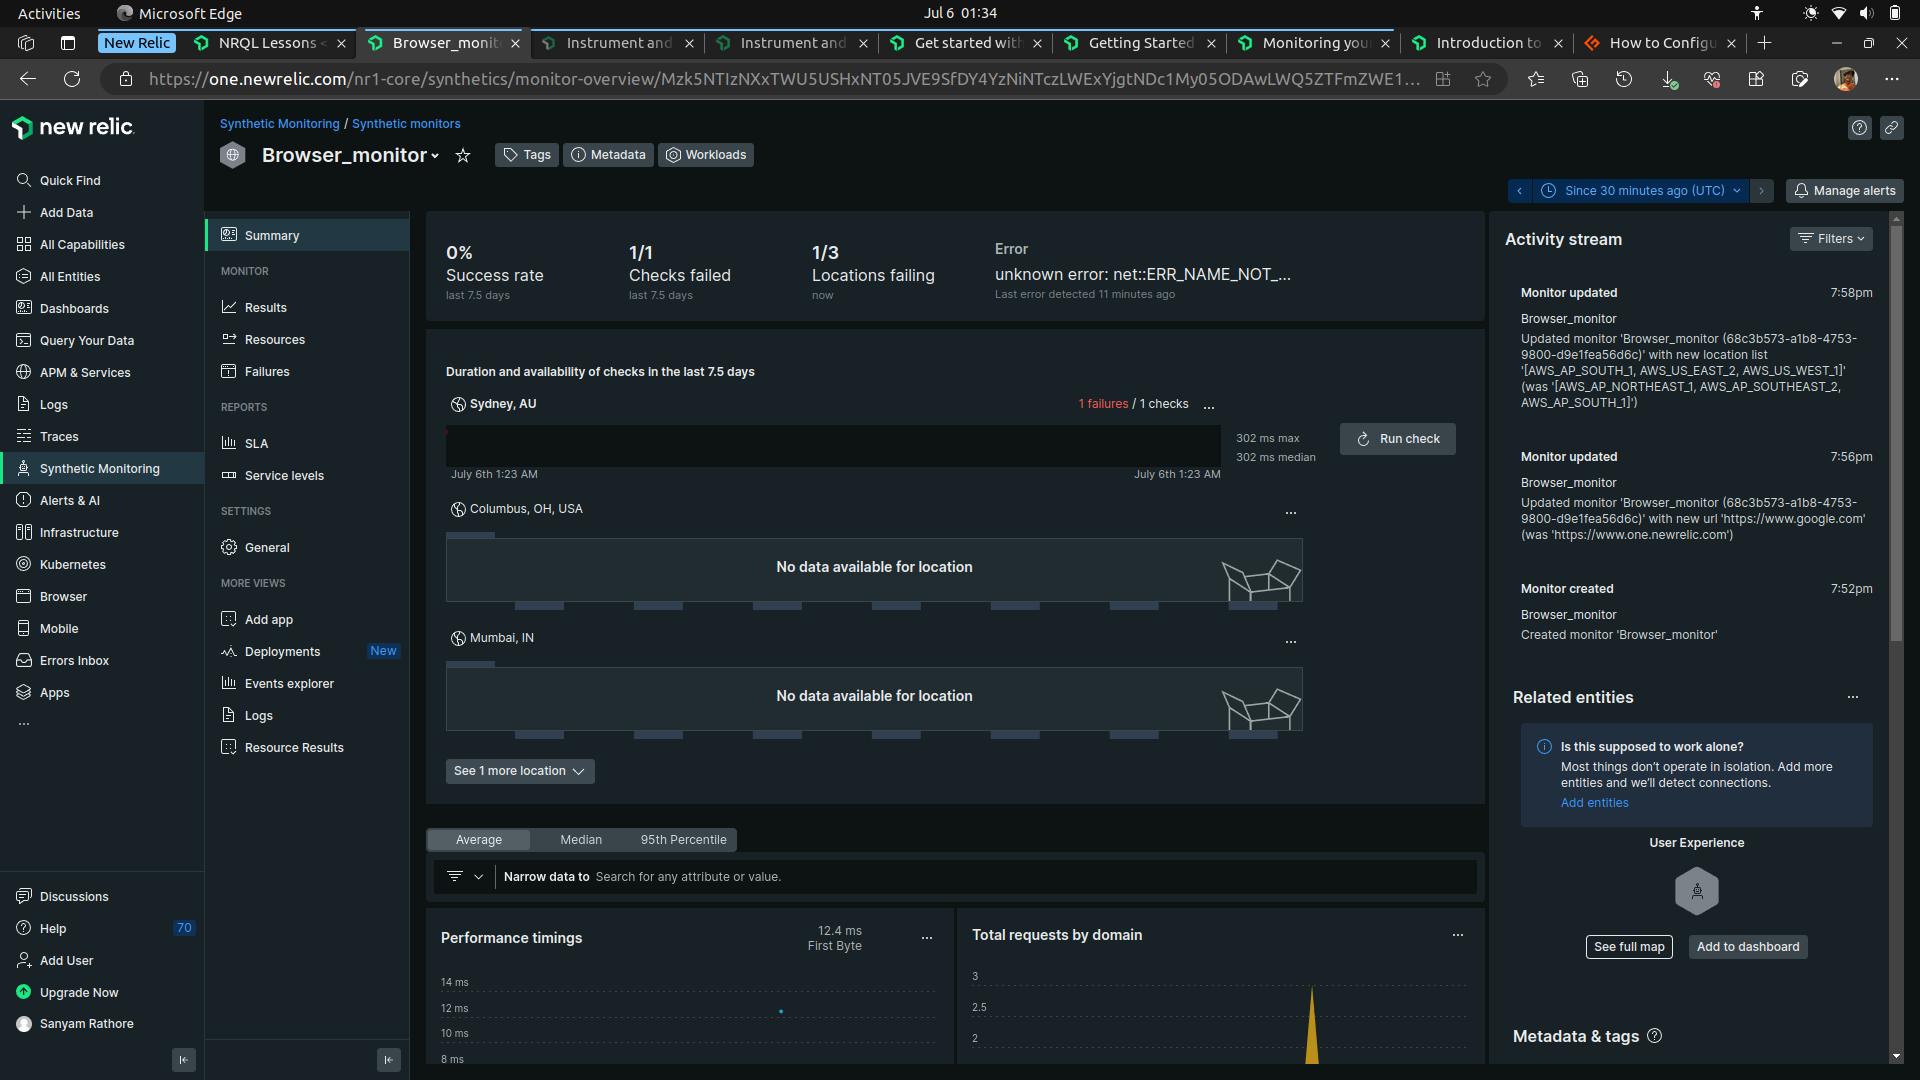 Activities
Microsoft Edge
Jul 6 01:34
New Relic
NRQL Lessons
Browser_monit
Instrument and
Instrument and
Get started with
Getting Started
Monitoring you
Introduction to
How to Configu
https://one.newrelic.com/nr1-core/synthetics/monitor-overview/Mzk5NTIzNXxTWU5USHxNT05JVE9SfDY4YzNiNTczLWExYjgtNDc1My05ODAwLWQ5ZTFmZWE1...
new relic
Quick Find
Add Data
All Capabilities
All Entities
Dashboards
Query Your Data
APM & Services
Logs
Traces
Synthetic Monitoring
Alerts & AI
Infrastructure
Kubernetes
Browser
Mobile
Errors Inbox
Apps
...
Discussions
Help 70
Add User
Upgrade Now
Sanyam Rathore
Synthetic Monitoring / Synthetic monitors
Browser_monitor
Tags
Metadata
Workloads
Since 30 minutes ago (UTC)
Manage alerts
Summary
MONITOR
Results
Resources
Failures
REPORTS
SLA
Service levels
SETTINGS
General
MORE VIEWS
Add app
Deployments New
Events explorer
Logs
Resource Results
0%
Success rate
last 7.5 days
1/1
Checks failed
last 7.5 days
1/3
Locations failing
now
Error
unknown error: net::ERR_NAME_NOT_...
Last error detected 11 minutes ago
Duration and availability of checks in the last 7.5 days
Sydney, AU
1 failures / 1 checks
...
302 ms max
302 ms median
Run check
July 6th 1:23 AM
July 6th 1:23 AM
Columbus, OH, USA
...
No data available for location
Mumbai, IN
...
No data available for location
See 1 more location
Average
Median
95th Percentile
Narrow data to Search for any attribute or value.
Performance timings
12.4 ms
First Byte
...
14 ms
12 ms
10 ms
8 ms
Total requests by domain
...
3
2.5
2
Activity stream
Filters
Monitor updated 7:58pm
Browser_monitor
Updated monitor 'Browser_monitor (68c3b573-a1b8-4753-
9800-d9e1fea56d6c)' with new location list
'[AWS_AP_SOUTH_1, AWS_US_EAST_2, AWS_US_WEST_1]'
(was '[AWS_AP_NORTHEAST_1, AWS_AP_SOUTHEAST_2,
AWS_AP_SOUTH_1]')
Monitor updated 7:56pm
Browser_monitor
Updated monitor 'Browser_monitor (68c3b573-a1b8-4753-
9800-d9e1fea56d6c)' with new url 'https://www.google.com'
(was 'https://www.one.newrelic.com')
Monitor created 7:52pm
Browser_monitor
Created monitor 'Browser_monitor'
Related entities
...
Is this supposed to work alone?
Most things don't operate in isolation. Add more
entities and we'll detect connections.
Add entities
User Experience
See full map
Add to dashboard
Metadata & tags